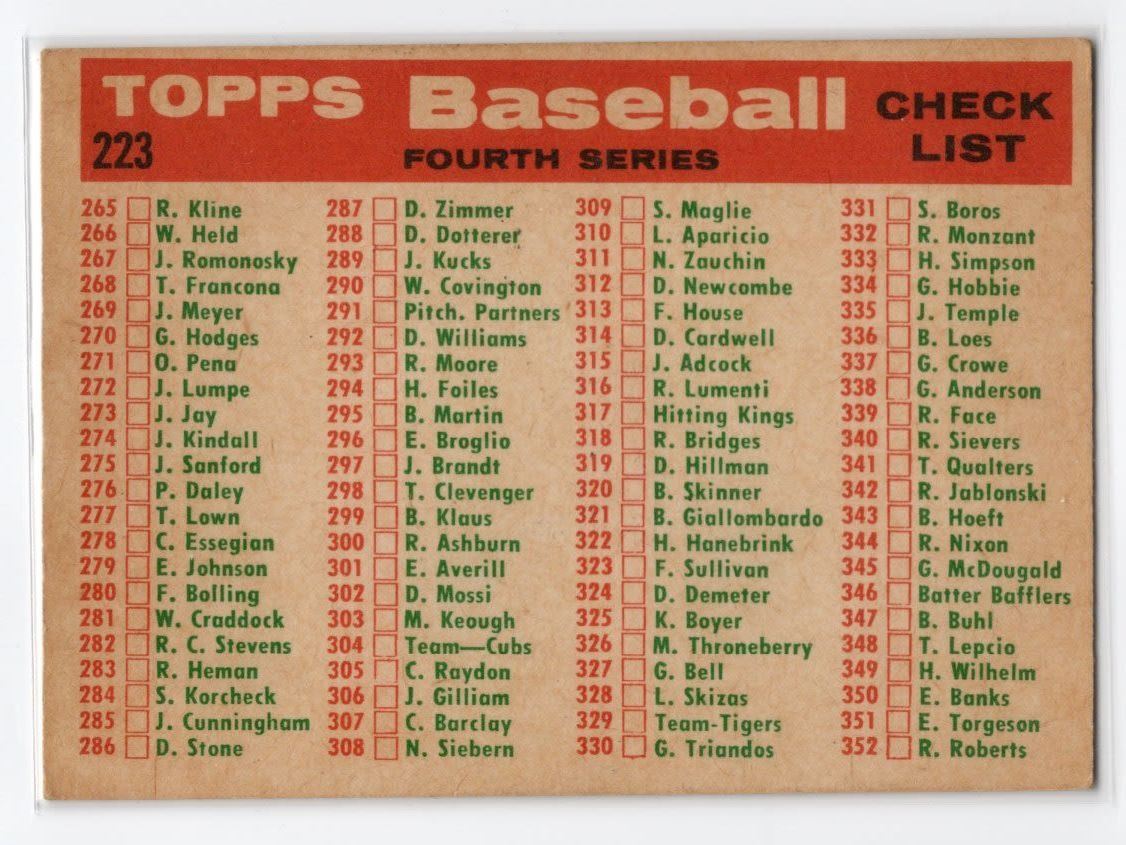 TOPPS Baseball CHECK LIST
223 FOURTH SERIES
265 R. Kline
266 W. Held
267 J. Romonosky
268 T. Francona
269 J. Meyer
270 G. Hodges
271 O. Pena
272 J. Lumpe
273 J. Jay
274 J. Kindall
275 J. Sanford
276 P. Daley
277 T. Lown
278 C. Essegian
279 E. Johnson
280 F. Bolling
281 W. Craddock
282 R. C. Stevens
283 R. Heman
284 S. Korcheck
285 J. Cunningham
286 D. Stone
287 D. Zimmer
288 D. Dotterer
289 J. Kucks
290 W. Covington
291 Pitch. Partners
292 D. Williams
293 R. Moore
294 H. Foiles
295 B. Martin
296 E. Broglio
297 J. Brandt
298 T. Clevenger
299 B. Klaus
300 R. Ashburn
301 E. Averill
302 D. Mossi
303 M. Keough
304 Team—Cubs
305 C. Raydon
306 J. Gilliam
307 C. Barclay
308 N. Siebern
309 S. Maglie
310 L. Aparicio
311 N. Zauchin
312 D. Newcombe
313 F. House
314 D. Cardwell
315 J. Adcock
316 R. Lumenti
317 Hitting Kings
318 R. Bridges
319 D. Hillman
320 B. Skinner
321 B. Giallombardo
322 H. Hanebrink
323 F. Sullivan
324 D. Demeter
325 K. Boyer
326 M. Throneberry
327 G. Bell
328 L. Skizas
329 Team-Tigers
330 G. Triandos
331 S. Boros
332 R. Monzant
333 H. Simpson
334 G. Hobbie
335 J. Temple
336 B. Loes
337 G. Crowe
338 G. Anderson
339 R. Face
340 R. Sievers
341 T. Qualters
342 R. Jablonski
343 B. Hoeft
344 R. Nixon
345 G. McDougald
346 Batter Bafflers
347 B. Buhl
348 T. Lepcio
349 H. Wilhelm
350 E. Banks
351 E. Torgeson
352 R. Roberts